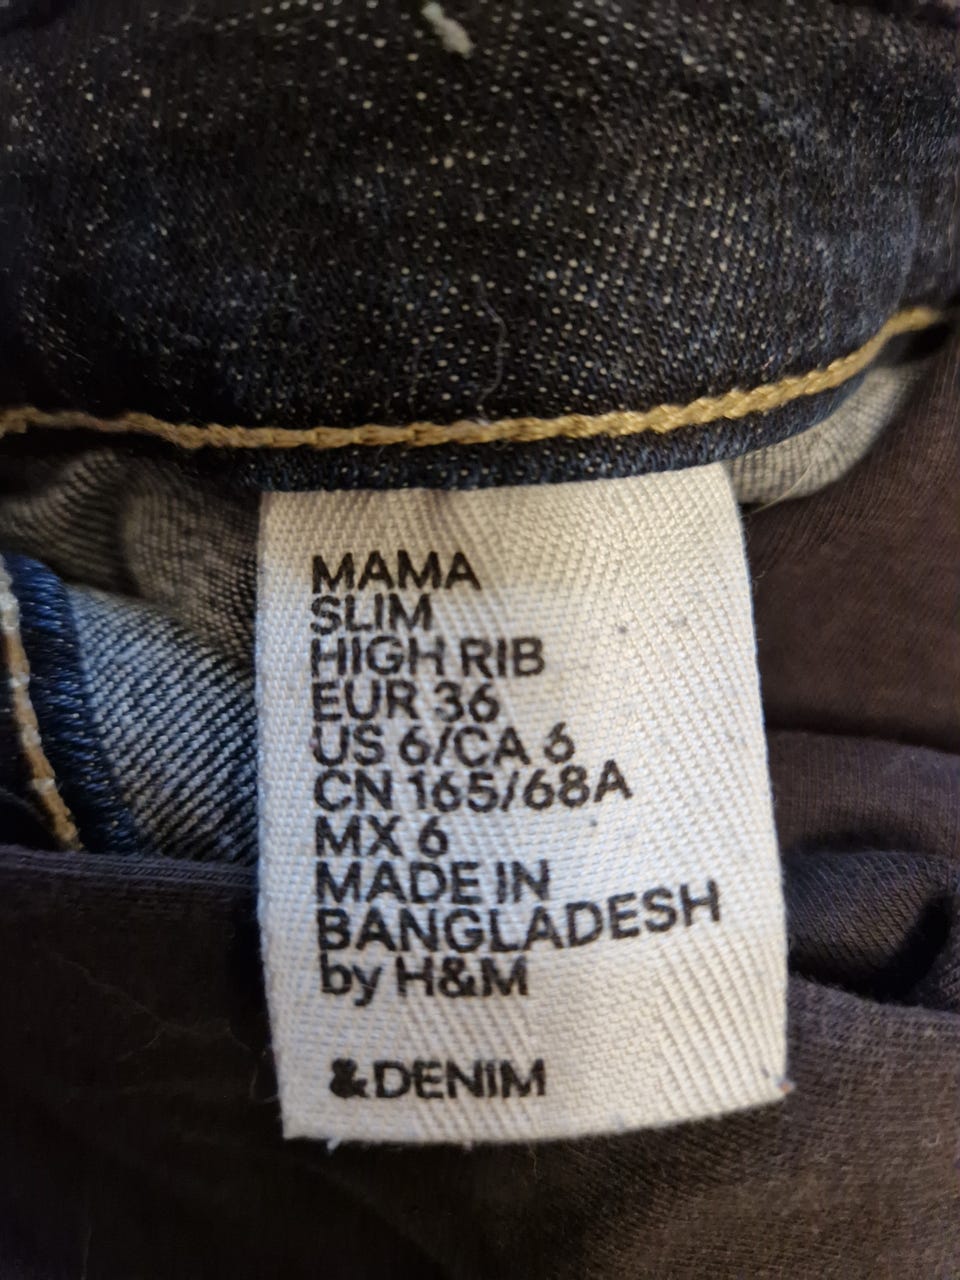 MAMA
SLIM
HIGH RIB
EUR 36
US 6/CA 6
CN 165/68A
MX 6
MADE IN
BANGLADESH
by H&M
&DENIM